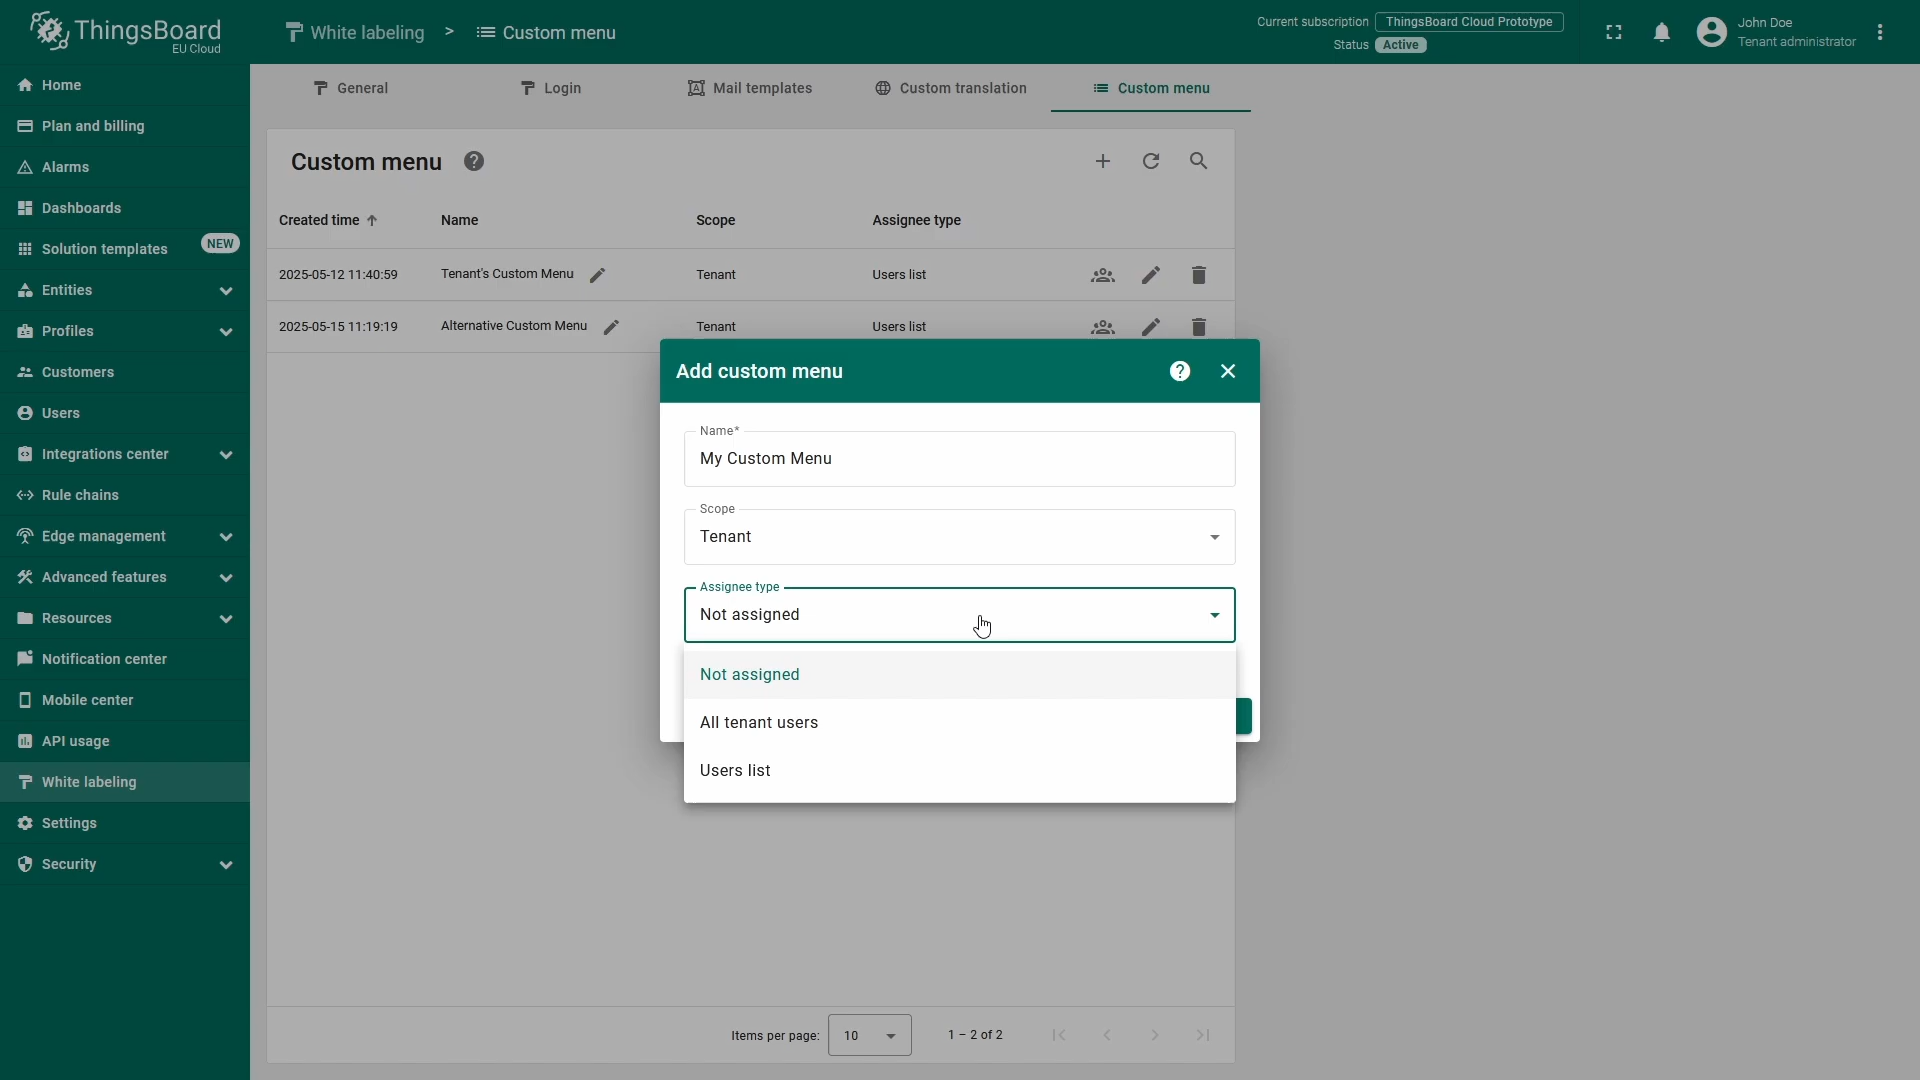 ThingsBoard
EU Cloud
White labeling > Custom menu
Current subscription ThingsBoard Cloud Prototype
Status Active
John Doe
Tenant administrator
Home
Plan and billing
Alarms
Dashboards
Solution templates NEW
Entities
Profiles
Customers
Users
Integrations center
Rule chains
Edge management
Advanced features
Resources
Notification center
Mobile center
API usage
White labeling
Settings
Security
General Login Mail templates Custom translation Custom menu
Custom menu
Created time Name Scope Assignee type
2025-05-12 11:40:59 Tenant's Custom Menu Tenant Users list
2025-05-15 11:19:19 Alternative Custom Menu Tenant Users list
Add custom menu
Name*
My Custom Menu
Scope
Tenant
Assignee type
Not assigned
Not assigned
All tenant users
Users list
Items per page: 10 1 – 2 of 2